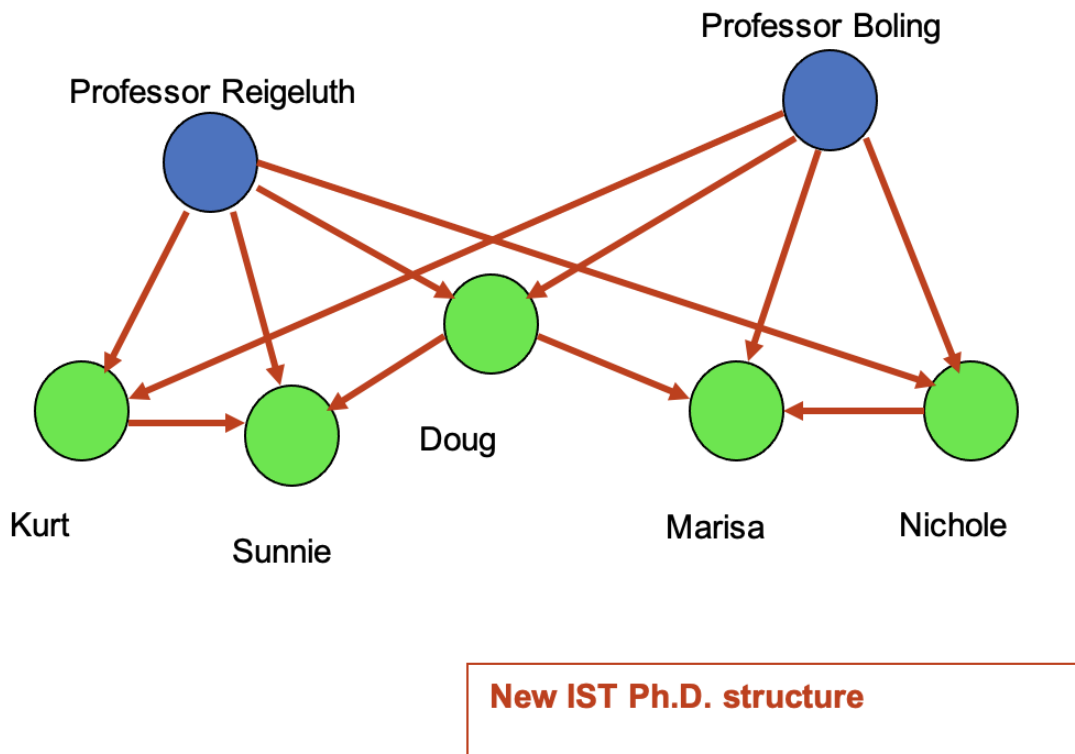 Professor Boling
Professor Reigeluth
Doug
Kurt
Sunnie
Marisa
Nichole
New IST Ph.D. structure